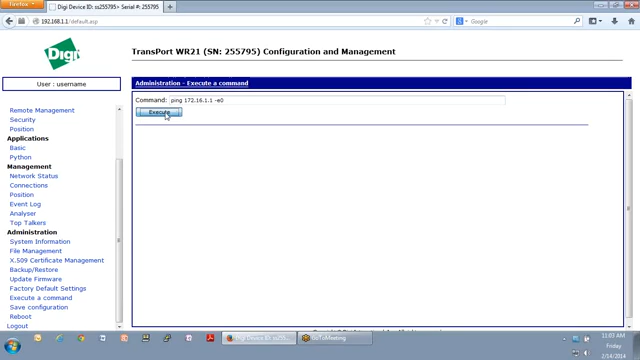 Firefox
Digi Device ID: ss255795> Serial #: 255795
192.168.1.1/default.asp
Google
Digi
TransPort WR21 (SN: 255795) Configuration and Management
User : username
Administration - Execute a command
Command: ping 172.16.1.1 -e0
Execute
Remote Management
Security
Position
Applications
Basic
Python
Management
Network Status
Connections
Position
Event Log
Analyser
Top Talkers
Administration
System Information
File Management
X.509 Certificate Management
Backup/Restore
Update Firmware
Factory Default Settings
Execute a command
Save configuration
Reboot
Logout
Digi Device ID: ss25...
GoToMeeting
11:03 AM
Friday
2/14/2014